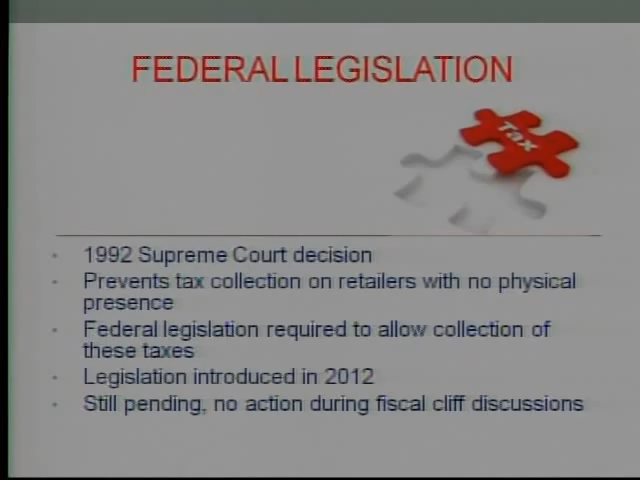 FEDERAL LEGISLATION
Tax
1992 Supreme Court decision
Prevents tax collection on retailers with no physical
presence
Federal legislation required to allow collection of
these taxes
Legislation introduced in 2012
Still pending, no action during fiscal cliff discussions